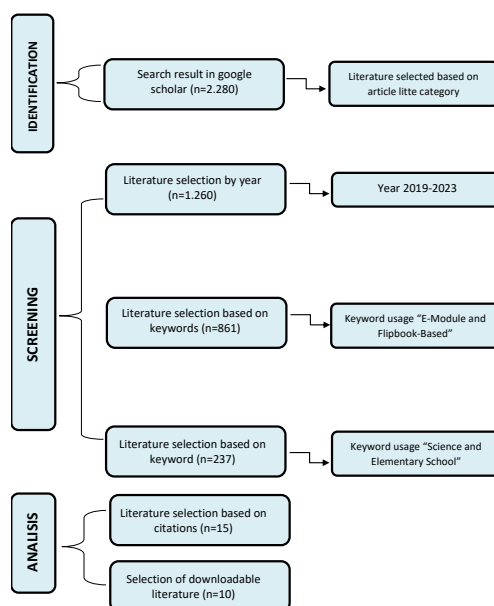 IDENTIFICATION
Search result in google
scholar (n=2.280)
Literature selected based on
article litte category
SCREENING
Literature selection by year
(n=1.260)
Year 2019-2023
Literature selection based on
keywords (n=861)
Keyword usage “E-Module and
Flipbook-Based”
Literature selection based on
keyword (n=237)
Keyword usage “Science and
Elementary School”
ANALISIS
Literature selection based on
citations (n=15)
Selection of downloadable
literature (n=10)